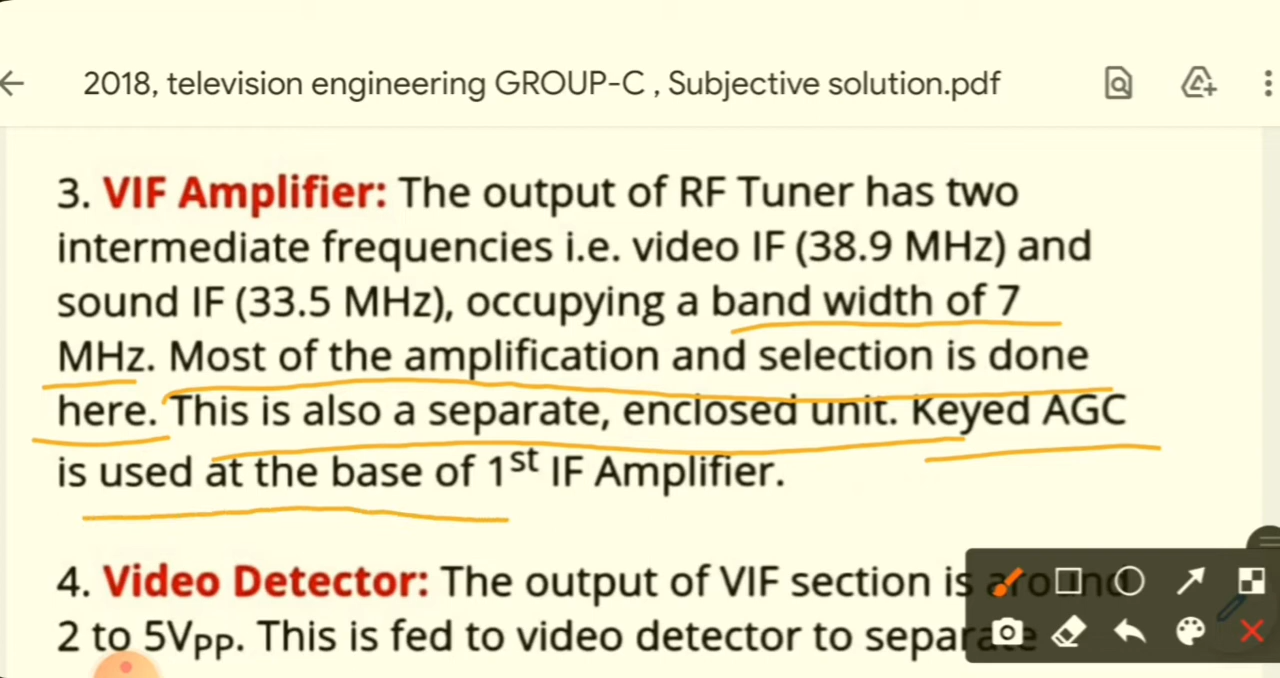 2018, television engineering GROUP-C , Subjective solution.pdf
3. VIF Amplifier: The output of RF Tuner has two
intermediate frequencies i.e. video IF (38.9 MHz) and
sound IF (33.5 MHz), occupying a band width of 7
MHz. Most of the amplification and selection is done
here. This is also a separate, enclosed unit. Keyed AGC
is used at the base of 1st IF Amplifier.
4. Video Detector: The output of VIF section is around
2 to 5VPP. This is fed to video detector to separate